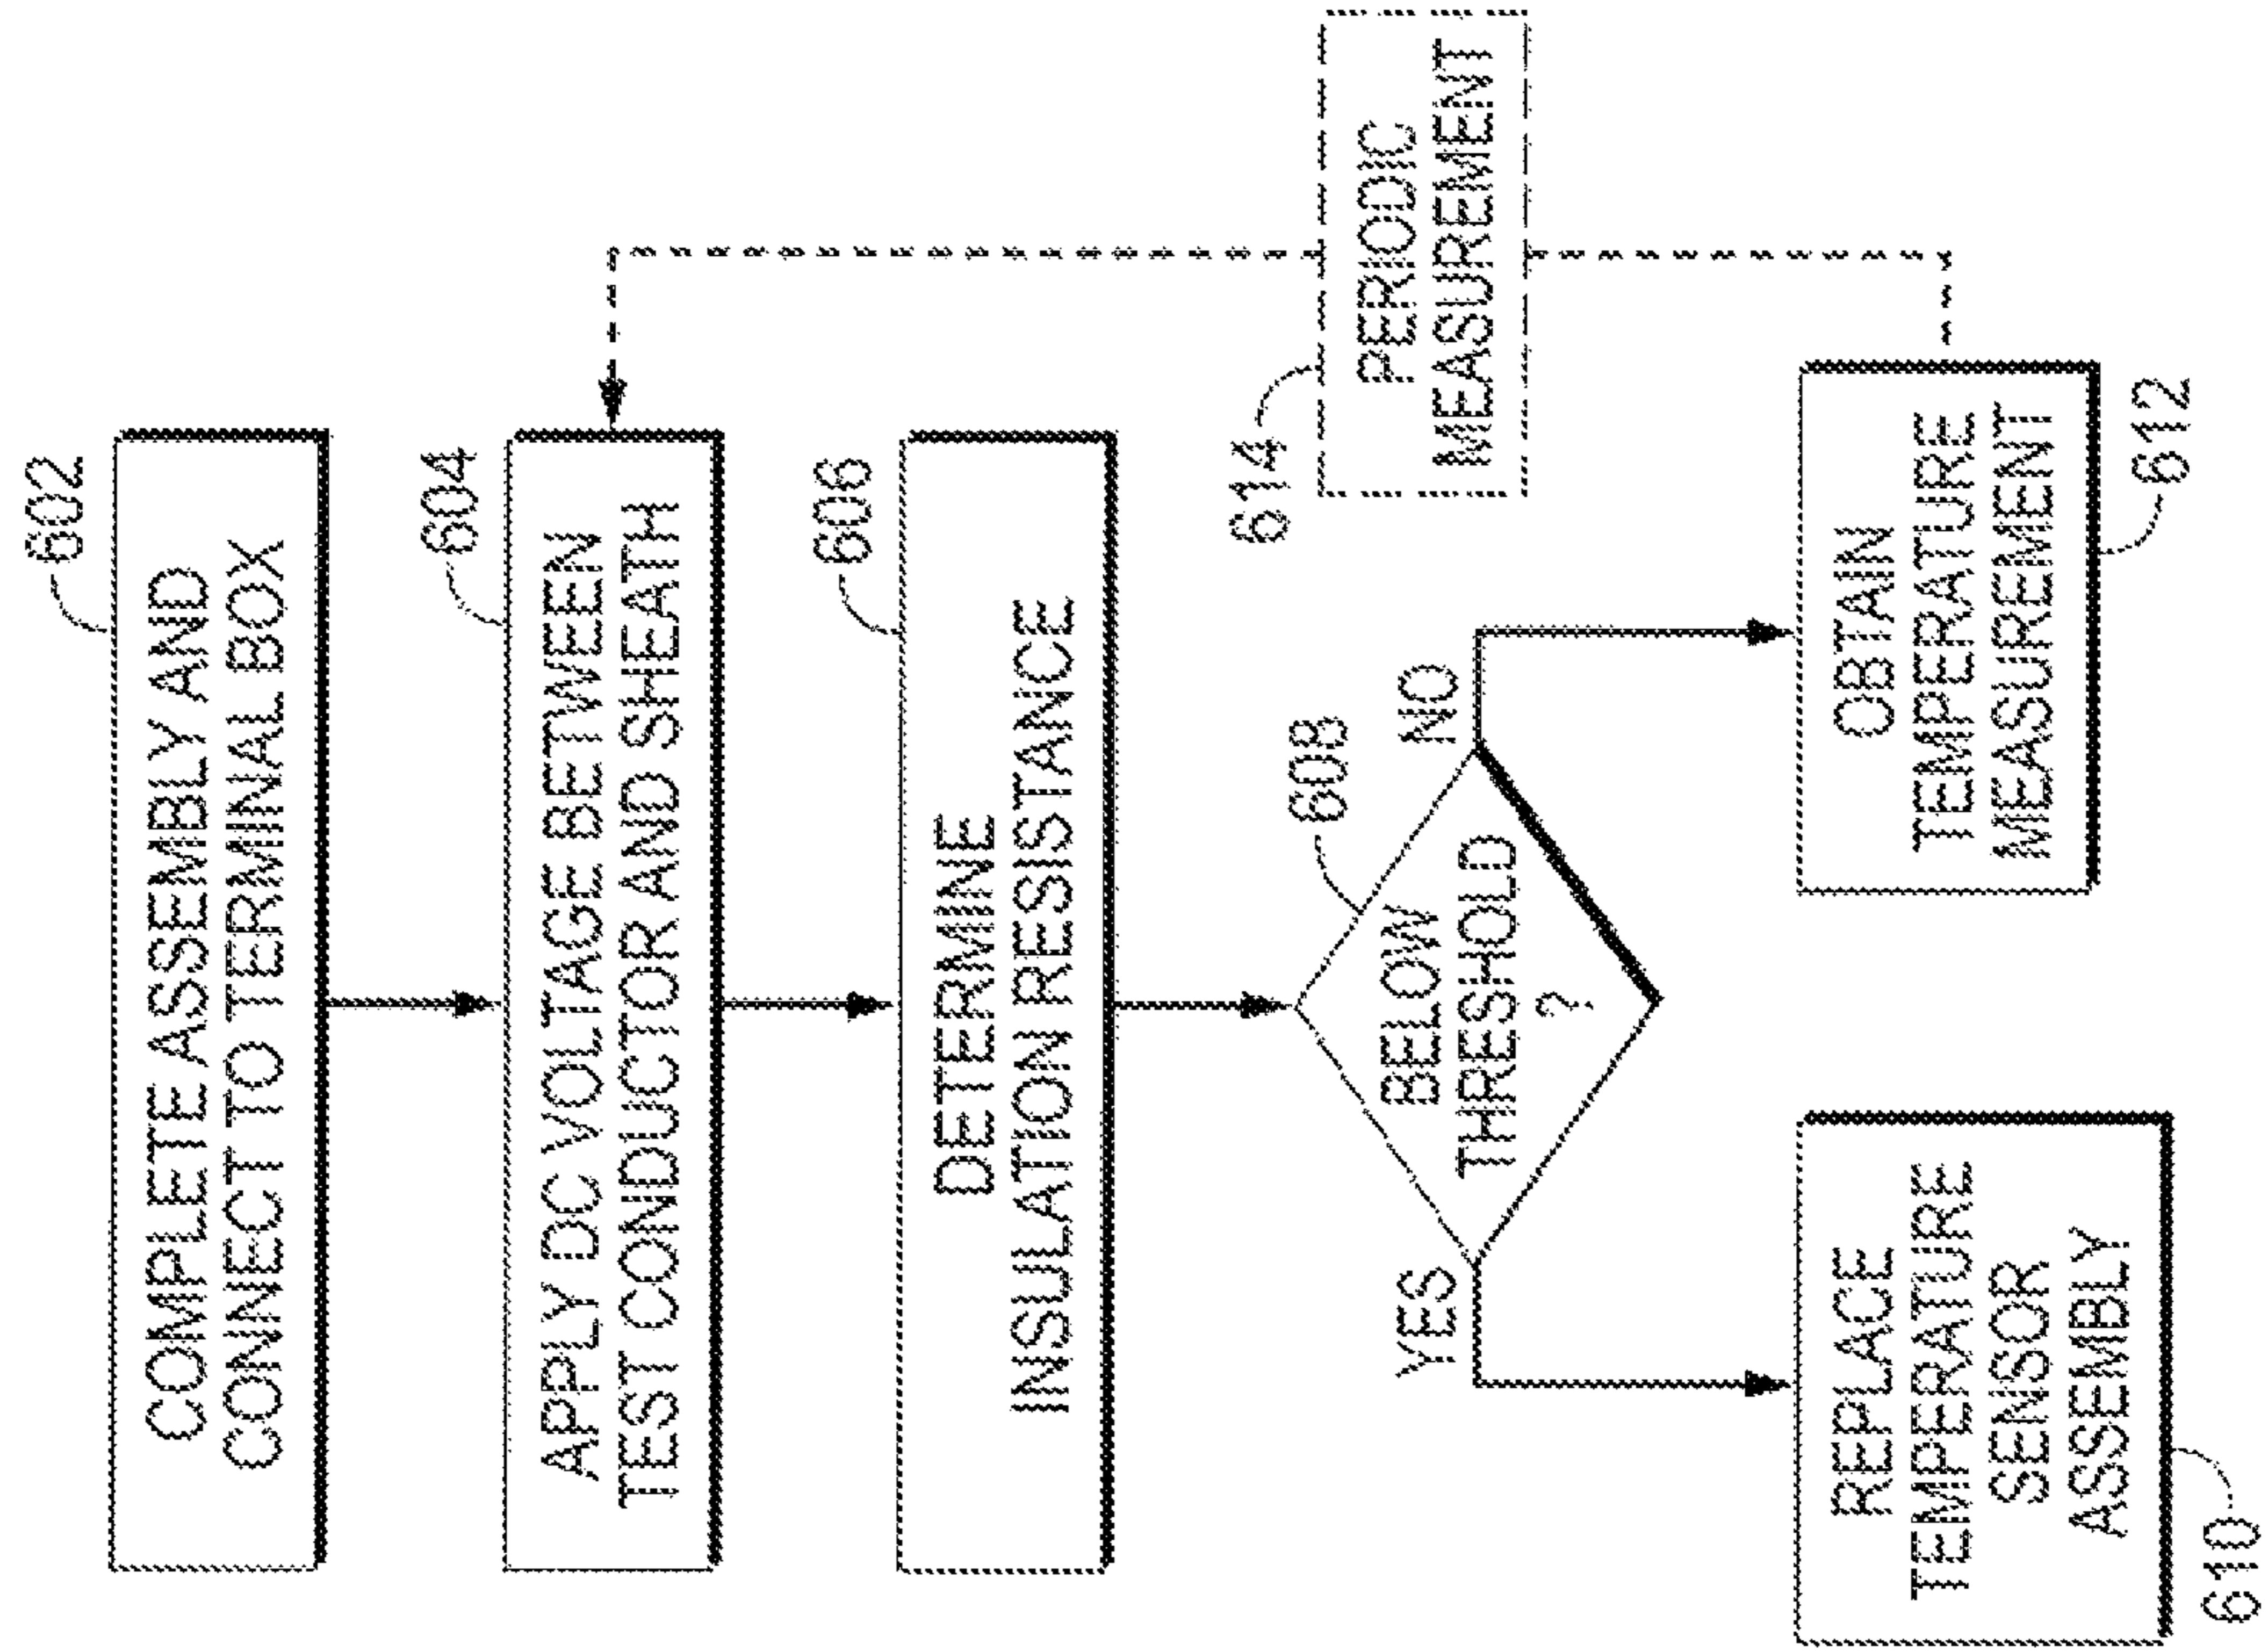 602
COMPLETE ASSEMBLY AND
CONNECT TO TERMINAL BOX
604
APPLY DC VOLTAGE BETWEEN
TEST CONDUCTOR AND SHEATH
606
DETERMINE
INSULATION RESISTANCE
608
BELOW
THRESHOLD
?
YES
NO
614
PERIODIC
MEASUREMENT
REPLACE
TEMPERATURE
SENSOR
ASSEMBLY
610
OBTAIN
TEMPERATURE
MEASUREMENT
612